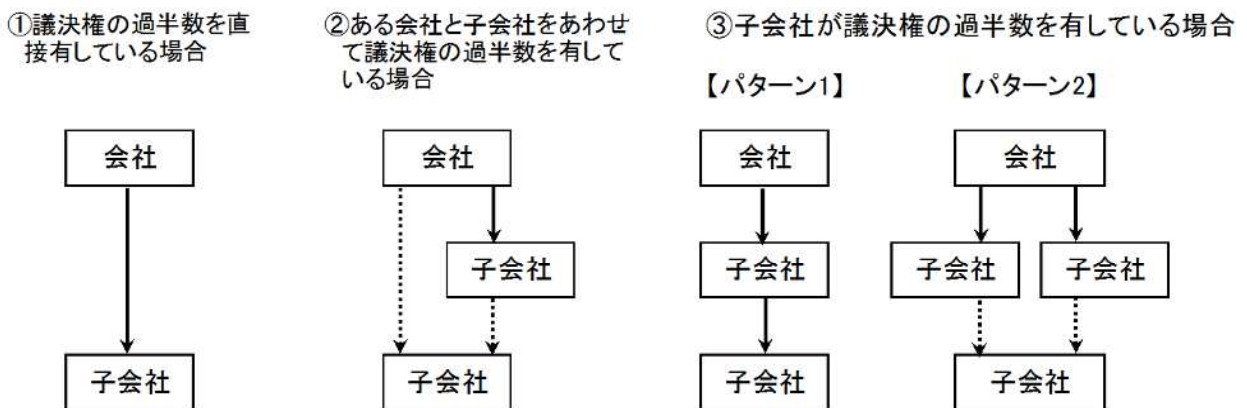 ①議決権の過半数を直
接有している場合
②ある会社と子会社をあわせ
て議決権の過半数を有して
いる場合
③子会社が議決権の過半数を有している場合
【パターン1】
【パターン2】
会社
会社
会社
会社
子会社
子会社
子会社
子会社
子会社
子会社
子会社
子会社